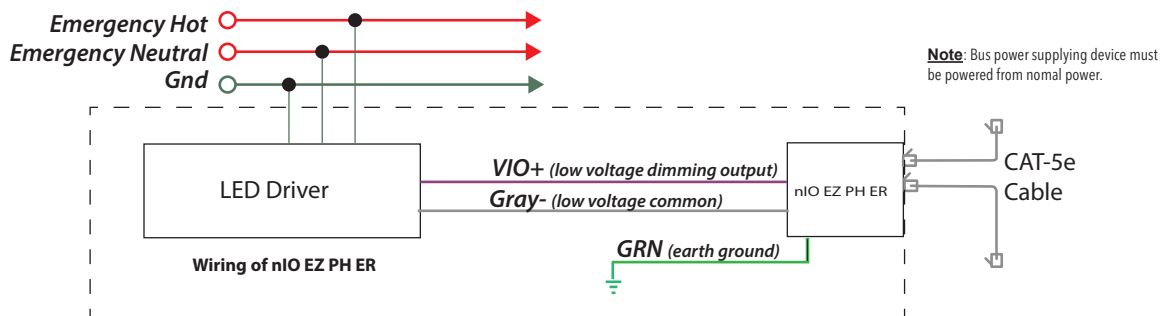 Emergency Hot
Emergency Neutral
Gnd
Note: Bus power supplying device must
be powered from nomal power.
LED Driver
VIO+ (low voltage dimming output)
Gray- (low voltage common)
nIO EZ PH ER
CAT-5e
Cable
GRN (earth ground)
Wiring of nIO EZ PH ER